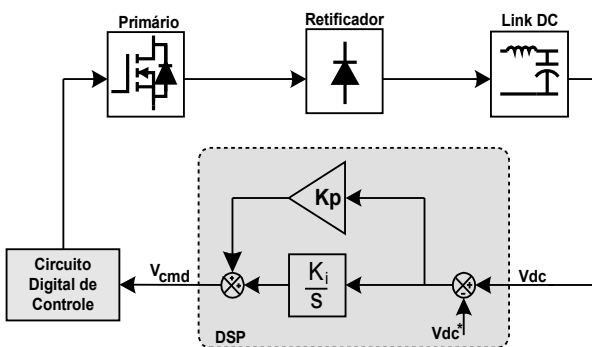 Primário
Retificador
Link DC
Kp
Circuito
Digital de
Controle
Vcmd
Ki
S
Vdc
Vdc*
DSP